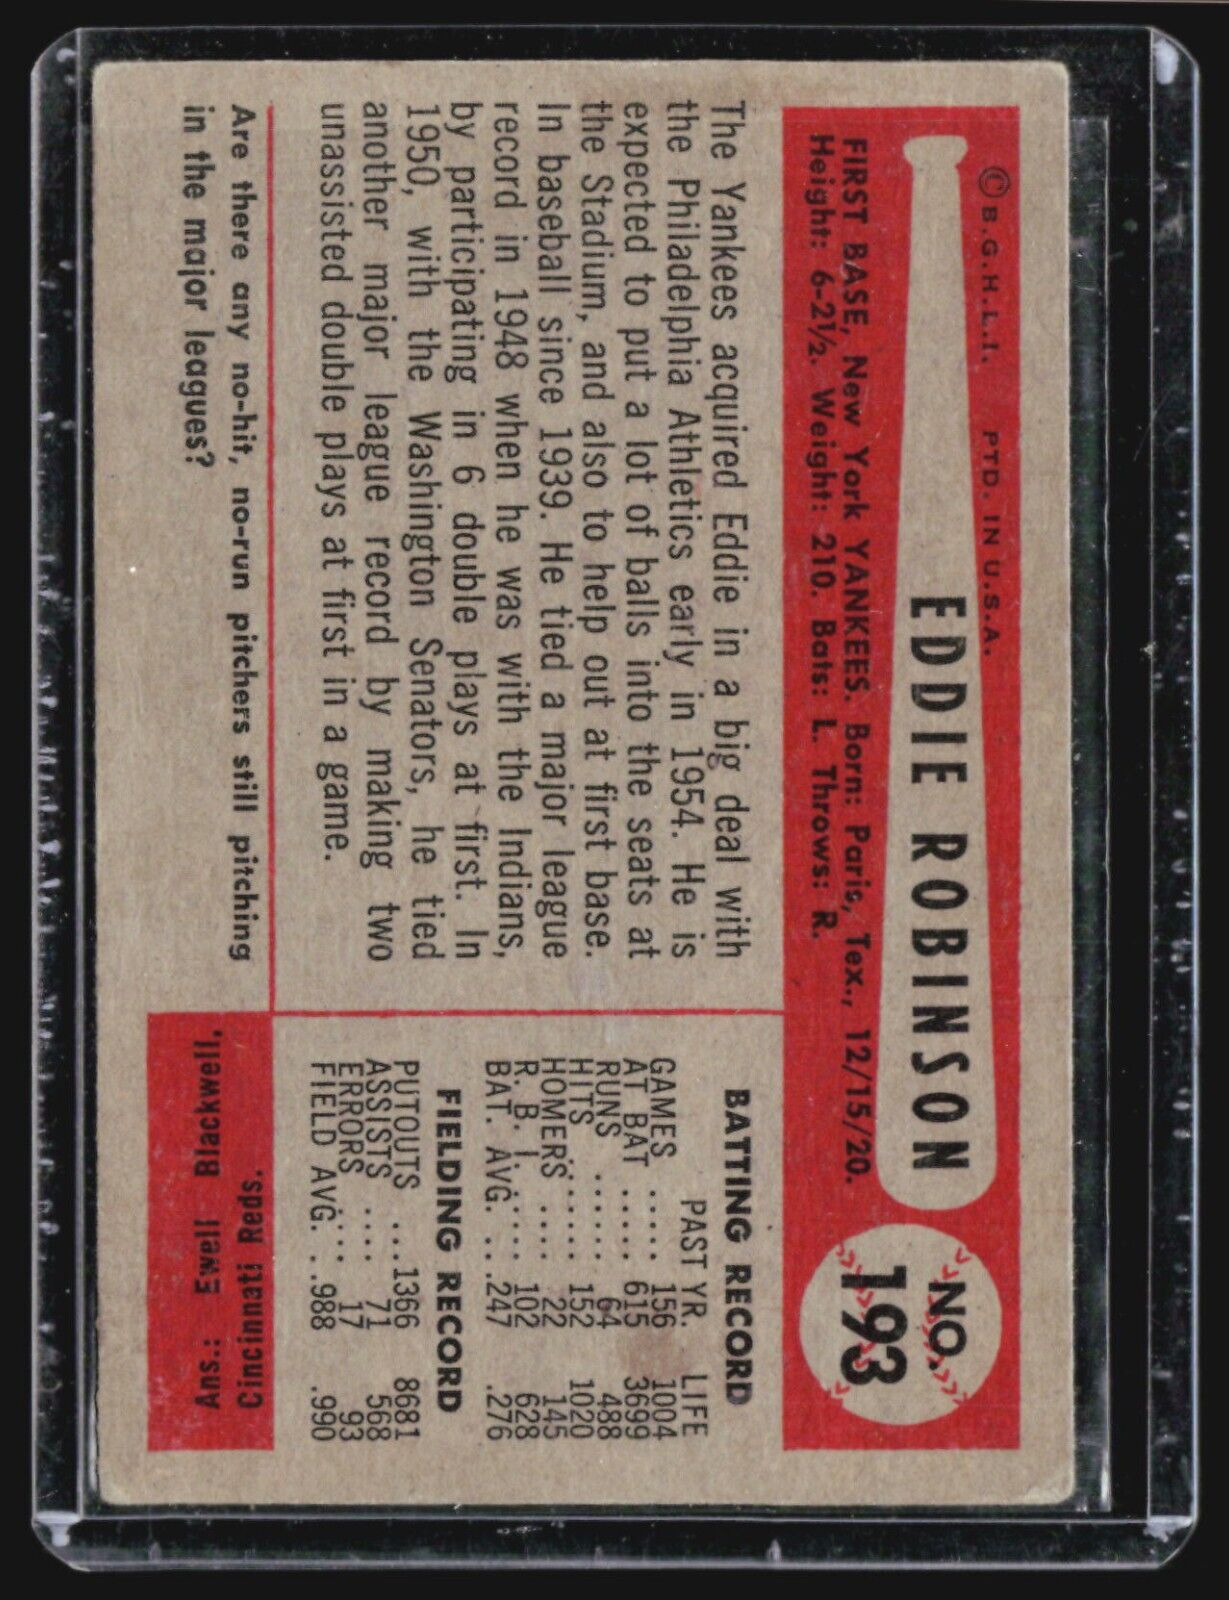 © B.G.H.L.I. PTD. IN U.S.A.
EDDIE ROBINSON
NO.
193
FIRST BASE, New York YANKEES. Born: Paris, Tex., 12/15/20.
Height: 6-2½. Weight: 210. Bats: L. Throws: R.
The Yankees acquired Eddie in a big deal with
the Philadelphia Athletics early in 1954. He is
expected to put a lot of balls into the seats at
the Stadium, and also to help out at first base.
In baseball since 1939. He tied a major league
record in 1948 when he was with the Indians,
by participating in 6 double plays at first. In
1950, with the Washington Senators, he tied
another major league record by making two
unassisted double plays at first in a game.
BATTING RECORD
PAST YR. LIFE
GAMES ..... 156 1004
AT BAT ..... 615 3699
RUNS ...... 64 488
HITS ....... 152 1020
HOMERS .... 22 145
R. B. I. ..... 102 628
BAT. AVG. ..247 .276
FIELDING RECORD
PUTOUTS ...1366 8681
ASSISTS .... 71 568
ERRORS .... 17 93
FIELD AVG. ..988 .990
Are there any no-hit, no-run pitchers still pitching
in the major leagues?
Ans.: Ewell Blackwell,
Cincinnati Reds.